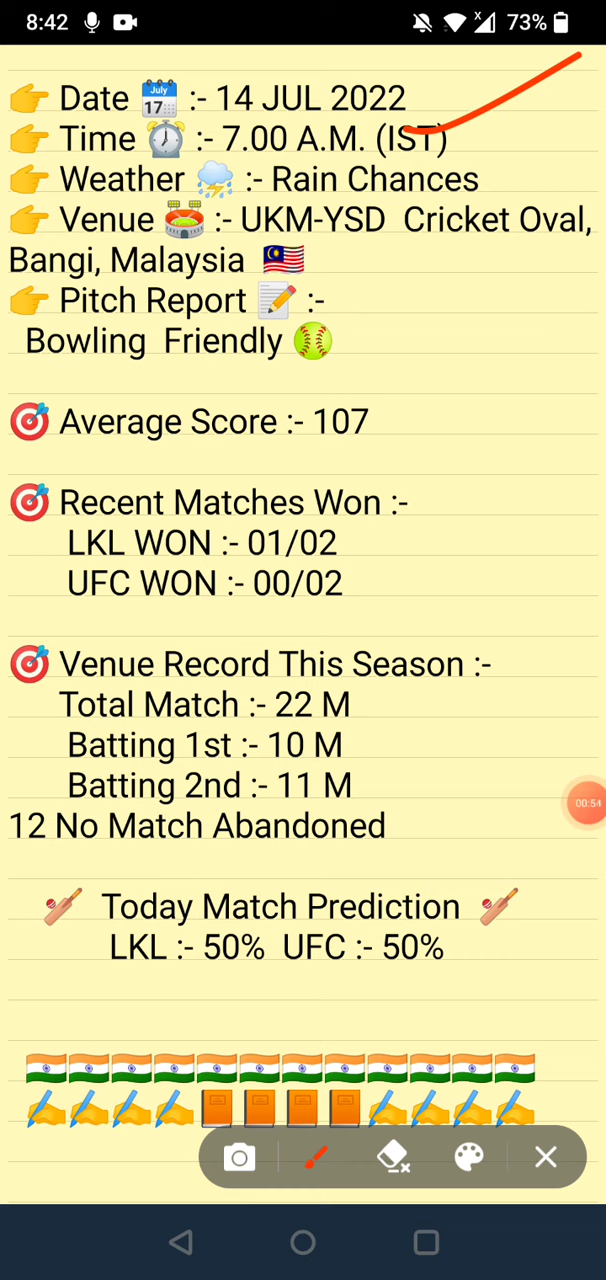 8:42 73%
👉 Date 📅 :- 14 JUL 2022
👉 Time ⏰ :- 7.00 A.M. (IST)
👉 Weather ⛈️ :- Rain Chances
👉 Venue 🏟️ :- UKM-YSD Cricket Oval,
Bangi, Malaysia 🇲🇾
👉 Pitch Report 📝 :-
Bowling Friendly 🥎
🎯 Average Score :- 107
🎯 Recent Matches Won :-
LKL WON :- 01/02
UFC WON :- 00/02
🎯 Venue Record This Season :-
Total Match :- 22 M
Batting 1st :- 10 M
Batting 2nd :- 11 M
00:54
12 No Match Abandoned
🏏 Today Match Prediction 🏏
LKL :- 50% UFC :- 50%